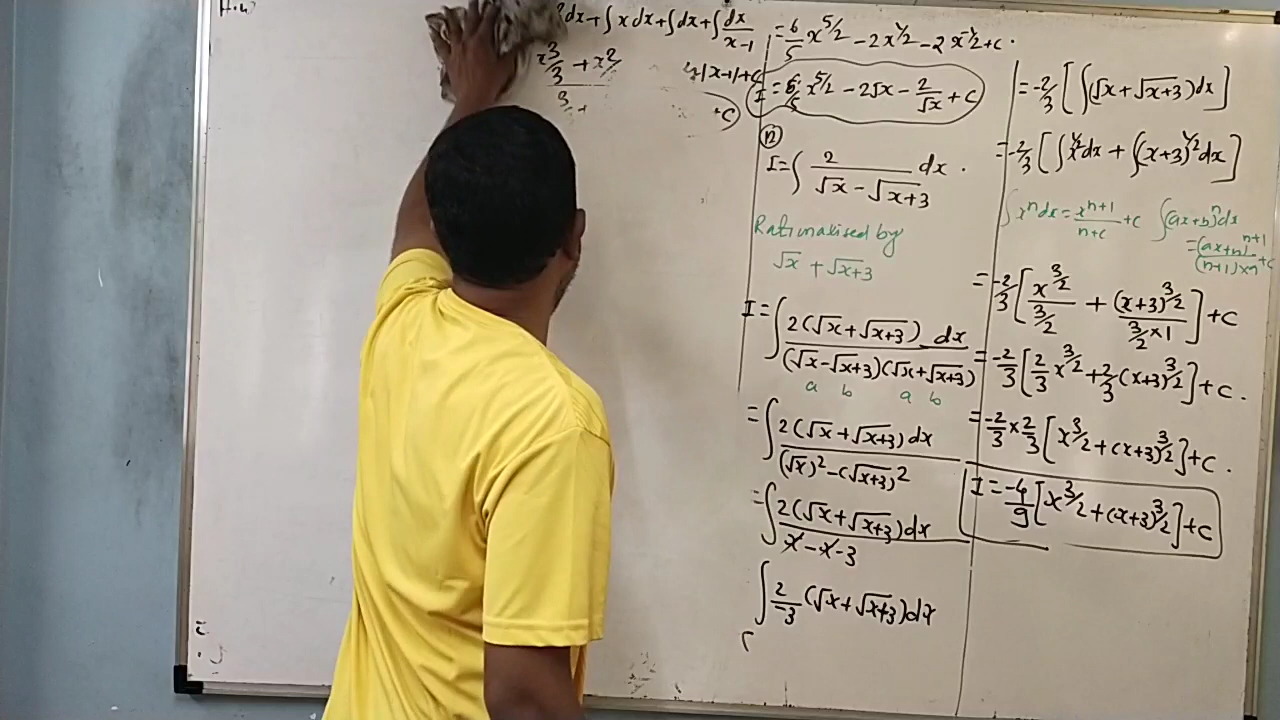 H.W
dx + ∫ x dx + ∫ dx + ∫ dx/(x-1)
x³/3 + x²/
|x-1| + c
+c
= 6/5 x^(5/2) - 2x^(1/2) - 2x^(-1/2) + c.
I = 6/5 x^(5/2) - 2√x - 2/√x + c
⑫
I = ∫ 2/(√x - √(x+3)) dx.
Rationalised by
√x + √(x+3)
I = ∫ 2(√x + √(x+3)) dx / ((√x - √(x+3))(√x + √(x+3)))
a b a b
= ∫ 2(√x + √(x+3)) dx / ((√x)² - (√(x+3))²)
= ∫ 2(√x + √(x+3)) dx / (x - x - 3)
∫ 2/-3 (√x + √(x+3)) dx
= -2/3 [∫(√x + √(x+3)) dx]
= -2/3 [∫ x^(1/2) dx + ∫(x+3)^(1/2) dx]
∫ xⁿ dx = x^(n+1)/(n+c) + c ∫(ax+b)ⁿ dx
= (ax+n)^(n+1)/((n+1)×n) + c
= -2/3 [x^(3/2)/(3/2) + (x+3)^(3/2)/(3/2 × 1)] + c
= -2/3 [2/3 x^(3/2) + 2/3 (x+3)^(3/2)] + c.
= -2/3 × 2/3 [x^(3/2) + (x+3)^(3/2)] + c.
I = -4/9 [x^(3/2) + (x+3)^(3/2)] + c